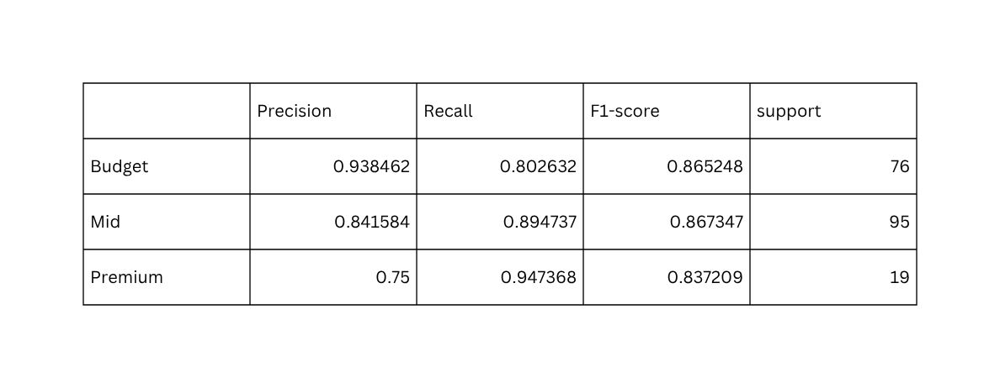 Precision Recall F1-score support
Budget 0.938462 0.802632 0.865248 76
Mid 0.841584 0.894737 0.867347 95
Premium 0.75 0.947368 0.837209 19